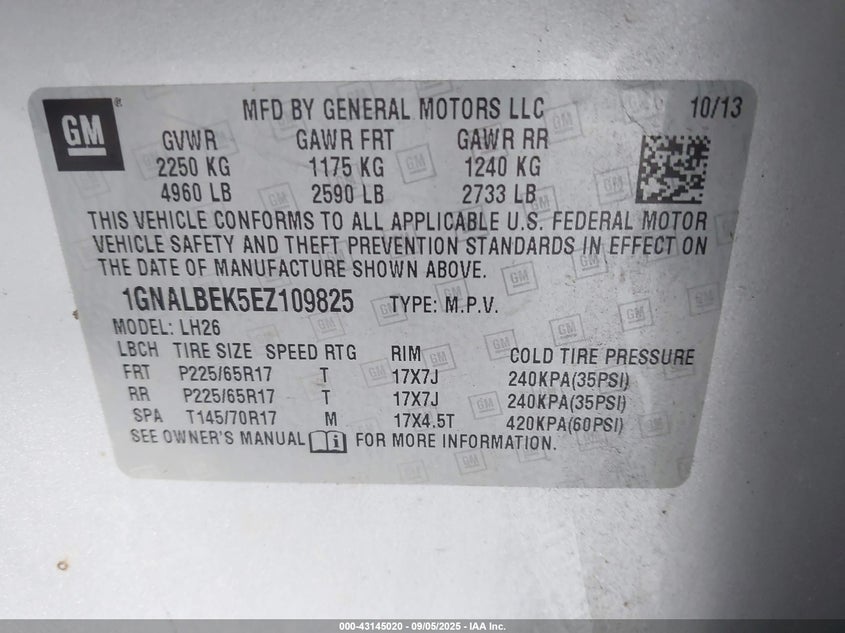 GM
MFD BY GENERAL MOTORS LLC 10/13
GVWR GAWR FRT GAWR RR
2250 KG 1175 KG 1240 KG
4960 LB 2590 LB 2733 LB
THIS VEHICLE CONFORMS TO ALL APPLICABLE U.S. FEDERAL MOTOR
VEHICLE SAFETY AND THEFT PREVENTION STANDARDS IN EFFECT ON
THE DATE OF MANUFACTURE SHOWN ABOVE.
1GNALBEK5EZ109825 TYPE: M.P.V.
MODEL: LH26
LBCH TIRE SIZE SPEED RTG RIM COLD TIRE PRESSURE
FRT P225/65R17 T 17X7J 240KPA(35PSI)
RR P225/65R17 T 17X7J 240KPA(35PSI)
SPA T145/70R17 M 17X4.5T 420KPA(60PSI)
SEE OWNER'S MANUAL FOR MORE INFORMATION.
000-43145020 - 09/05/2025 - IAA Inc.